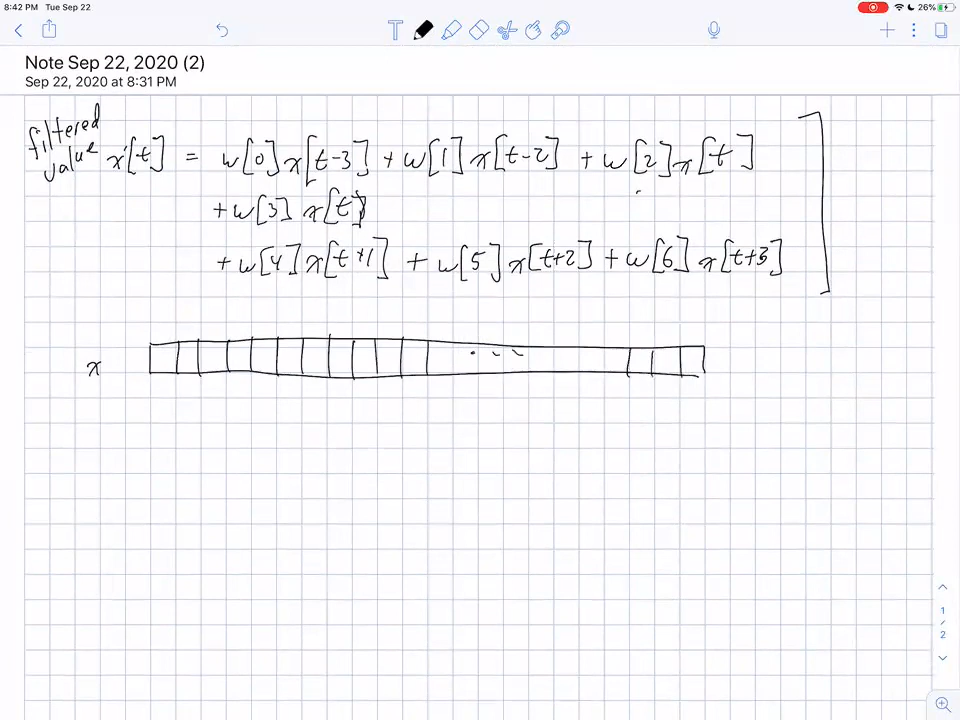 8:42 PM Tue Sep 22
26%
Note Sep 22, 2020 (2)
Sep 22, 2020 at 8:31 PM
filtered value x'[t] = w[0] x[t-3] + w[1] x[t-2] + w[2] x[t]
+ w[3] x[t]
+ w[4] x[t+1] + w[5] x[t+2] + w[6] x[t+3]
x ...
1
/
2